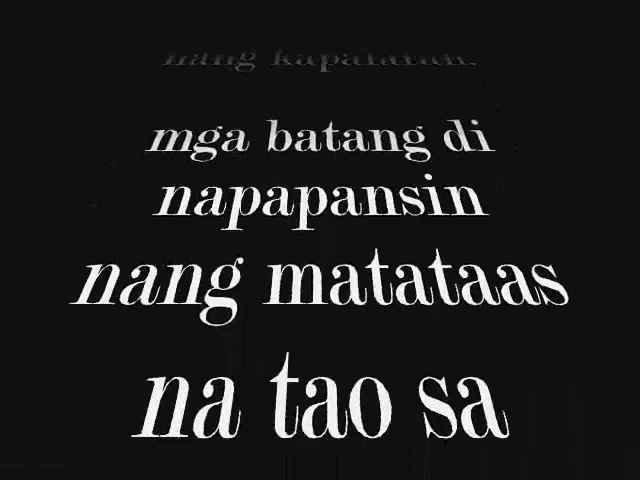 nang kapalaran.
mga batang di
napapansin
nang matataas
na tao sa